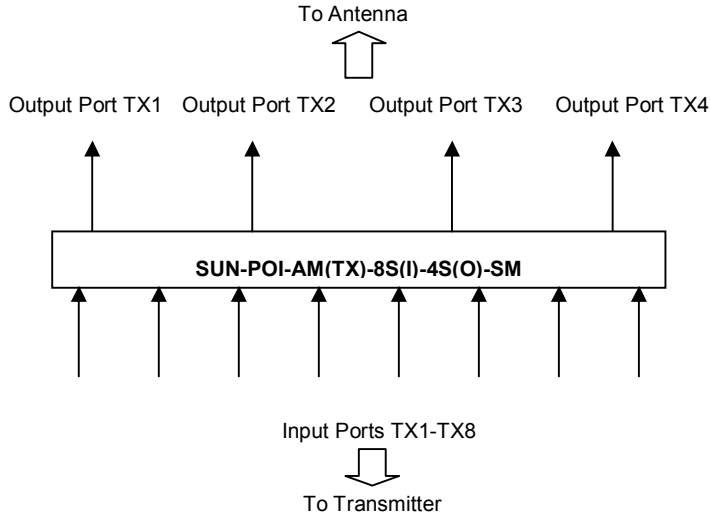 To Antenna
Output Port TX1 Output Port TX2 Output Port TX3 Output Port TX4
SUN-POI-AM(TX)-8S(I)-4S(O)-SM
Input Ports TX1-TX8
To Transmitter